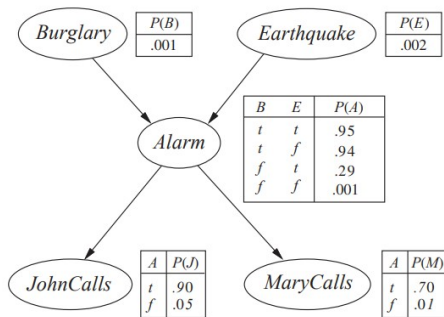 Burglary
P(B)
.001
Earthquake
P(E)
.002
Alarm
B E P(A)
t t .95
t f .94
f t .29
f f .001
JohnCalls
A P(J)
t .90
f .05
MaryCalls
A P(M)
t .70
f .01